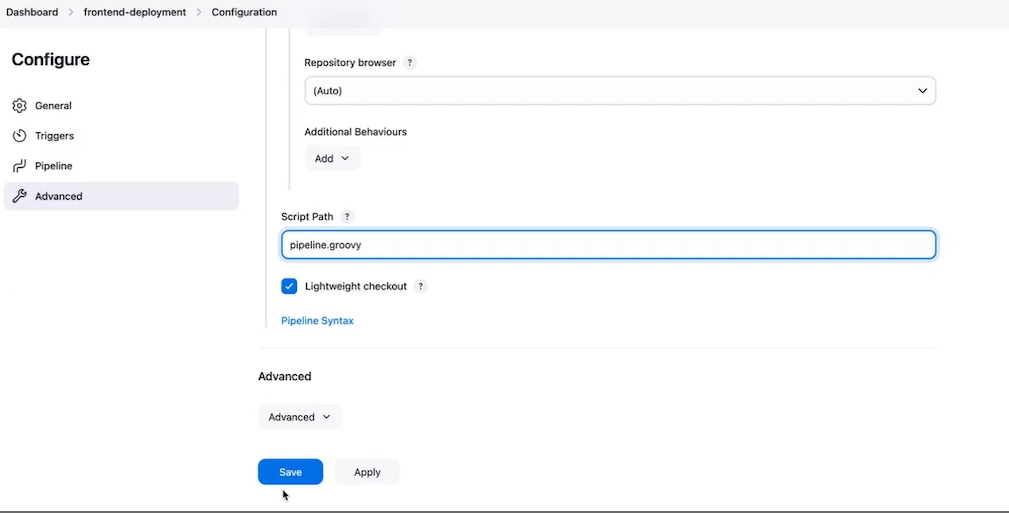 Dashboard > frontend-deployment > Configuration
Configure
General
Triggers
Pipeline
Advanced
Repository browser ?
(Auto)
Additional Behaviours
Add
Script Path ?
pipeline.groovy
Lightweight checkout ?
Pipeline Syntax
Advanced
Advanced
Save Apply